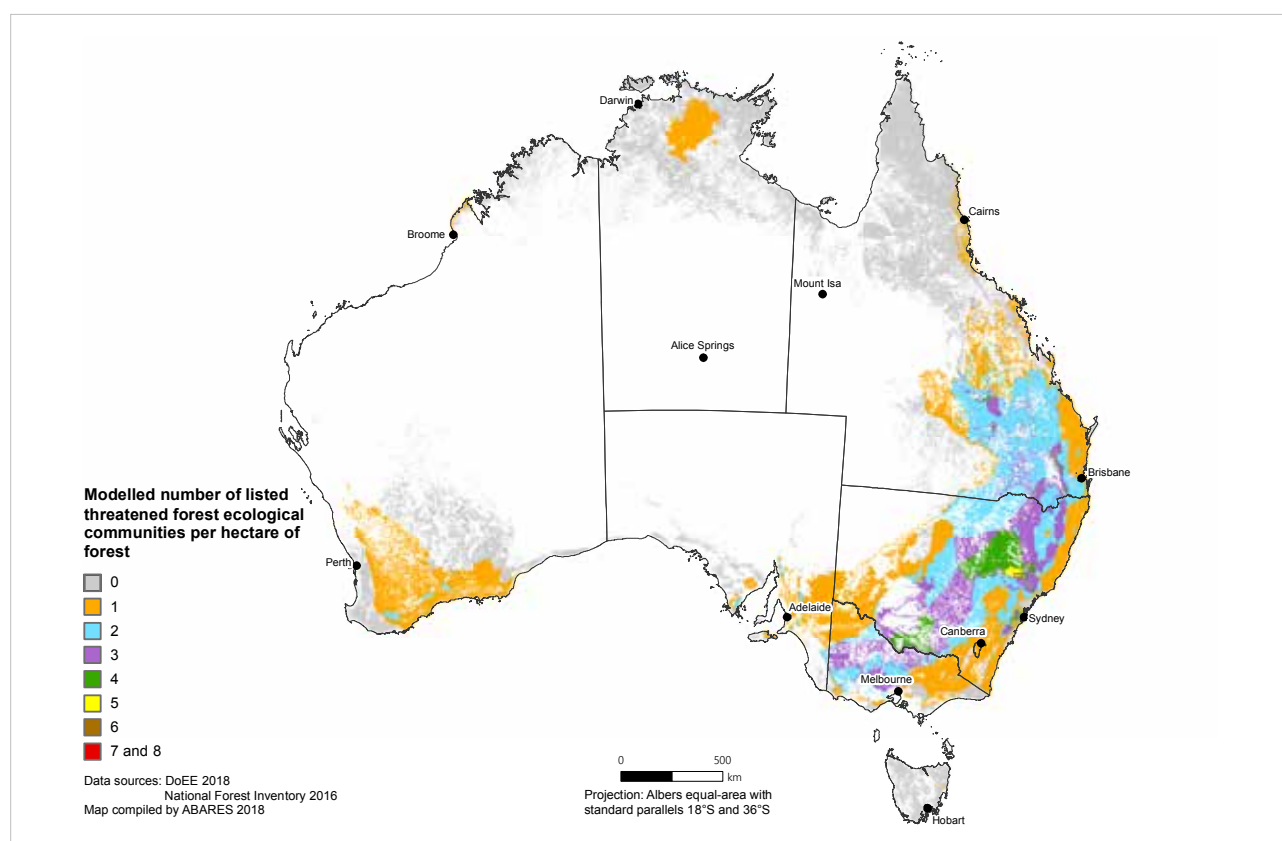 Darwin
Cairns
Broome
Mount Isa
Alice Springs
Brisbane
Modelled number of listed
threatened forest ecological
communities per hectare of
forest
Perth
0
1
2
3
4
5
6
7 and 8
Adelaide
Sydney
Canberra
Melbourne
Data sources: DoEE 2018
National Forest Inventory 2016
Map compiled by ABARES 2018
0 500
km
Projection: Albers equal-area with
standard parallels 18°S and 36°S
Hobart